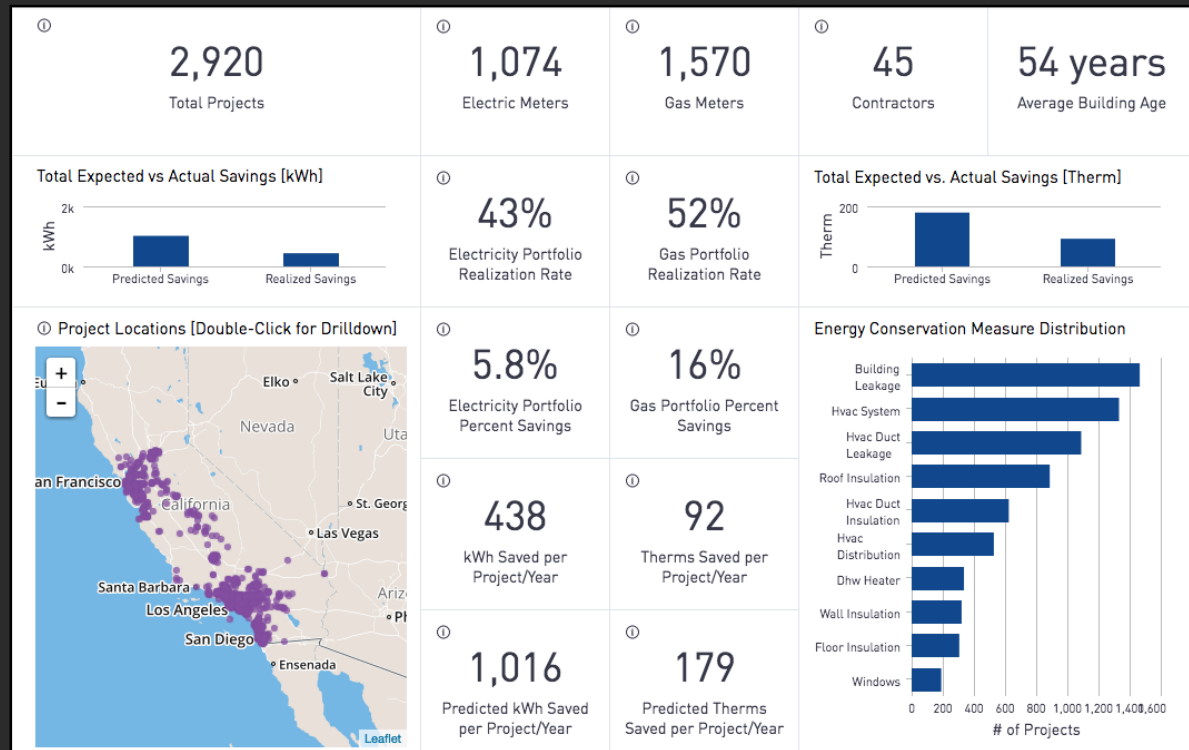 2,920
Total Projects
1,074
Electric Meters
1,570
Gas Meters
45
Contractors
54 years
Average Building Age
Total Expected vs Actual Savings [kWh]
kWh
2k
0k
Predicted Savings
Realized Savings
43%
Electricity Portfolio
Realization Rate
52%
Gas Portfolio
Realization Rate
Total Expected vs. Actual Savings [Therm]
Therm
200
0
Predicted Savings
Realized Savings
Project Locations [Double-Click for Drilldown]
+
−
Elko
Salt Lake
City
Nevada
Uta
an Francisco
California
St. Georg
Las Vegas
Santa Barbara
Los Angeles
Ariz
Ph
San Diego
Ensenada
Leaflet
5.8%
Electricity Portfolio
Percent Savings
16%
Gas Portfolio Percent
Savings
438
kWh Saved per
Project/Year
92
Therms Saved per
Project/Year
1,016
Predicted kWh Saved
per Project/Year
179
Predicted Therms
Saved per Project/Year
Energy Conservation Measure Distribution
Building
Leakage
Hvac System
Hvac Duct
Leakage
Roof Insulation
Hvac Duct
Insulation
Hvac
Distribution
Dhw Heater
Wall Insulation
Floor Insulation
Windows
0 200 400 600 800 1,000 1,200 1,400 1,600
# of Projects